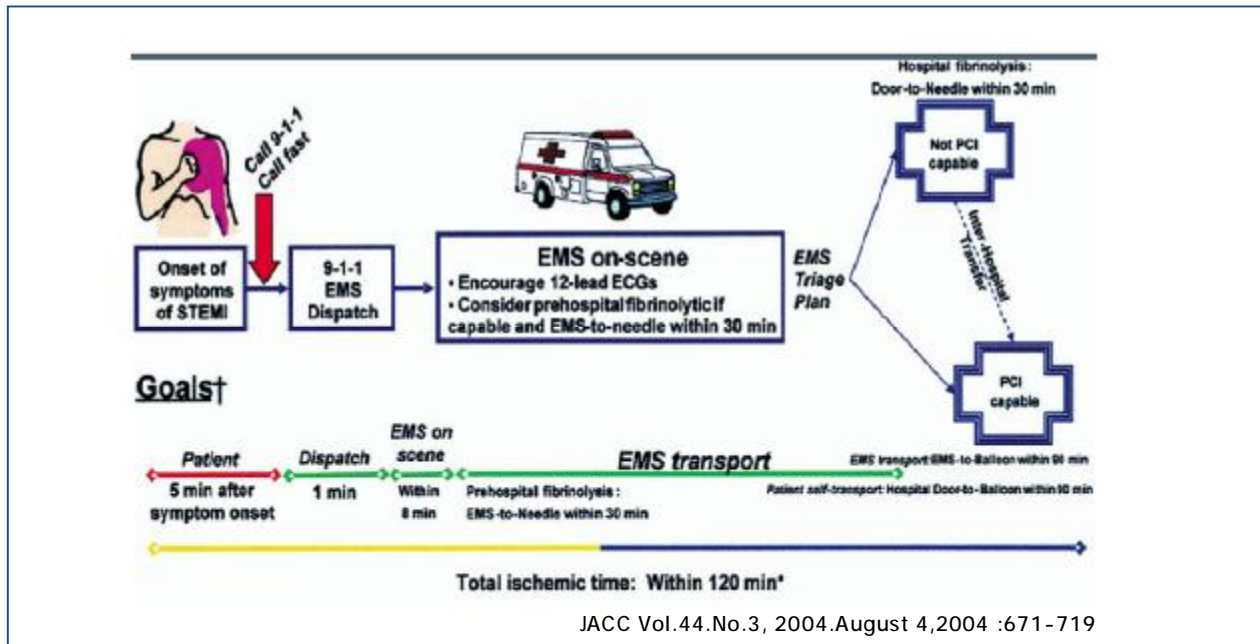 Hospital fibrinolysis :
Door-to-Needle within 30 min
Call 9-1-1
Call fast
Not PCI
capable
Onset of
symptoms
of STEMI
9-1-1
EMS
Dispatch
EMS on-scene
• Encourage 12-lead ECGs
• Consider prehospital fibrinolytic if
capable and EMS-to-needle within 30 min
EMS
Triage
Plan
Inter-Hospital
Transfer
PCI
capable
Goals†
Patient
5 min after
symptom onset
Dispatch
1 min
EMS on
scene
Within
8 min
EMS transport
Prehospital fibrinolysis :
EMS-to-Needle within 30 min
EMS transport:EMS-to-Balloon within 90 min
Patient self-transport: Hospital Door-to-Balloon within 90 min
Total ischemic time: Within 120 min*
JACC Vol.44.No.3, 2004.August 4,2004 :671-719